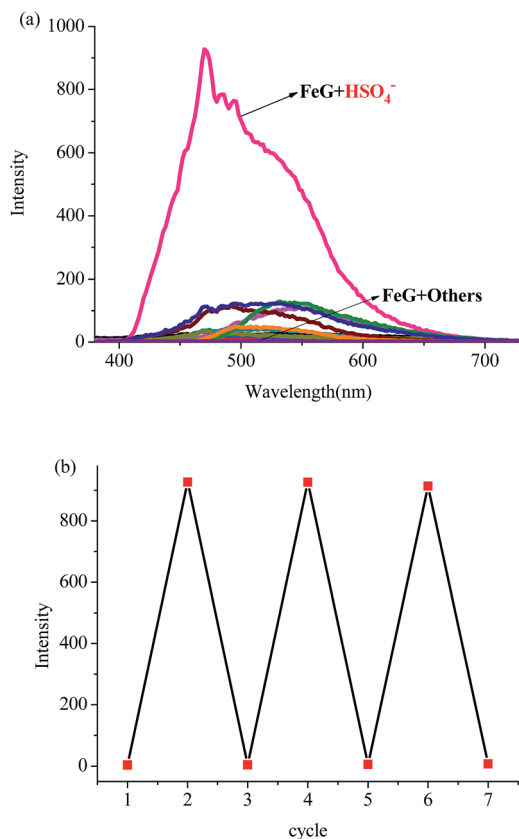 (a)
1000
800
600
400
200
0
Intensity
FeG+HSO₄⁻
FeG+Others
400 500 600 700
Wavelength(nm)
(b)
800
600
400
200
0
Intensity
1 2 3 4 5 6 7
cycle